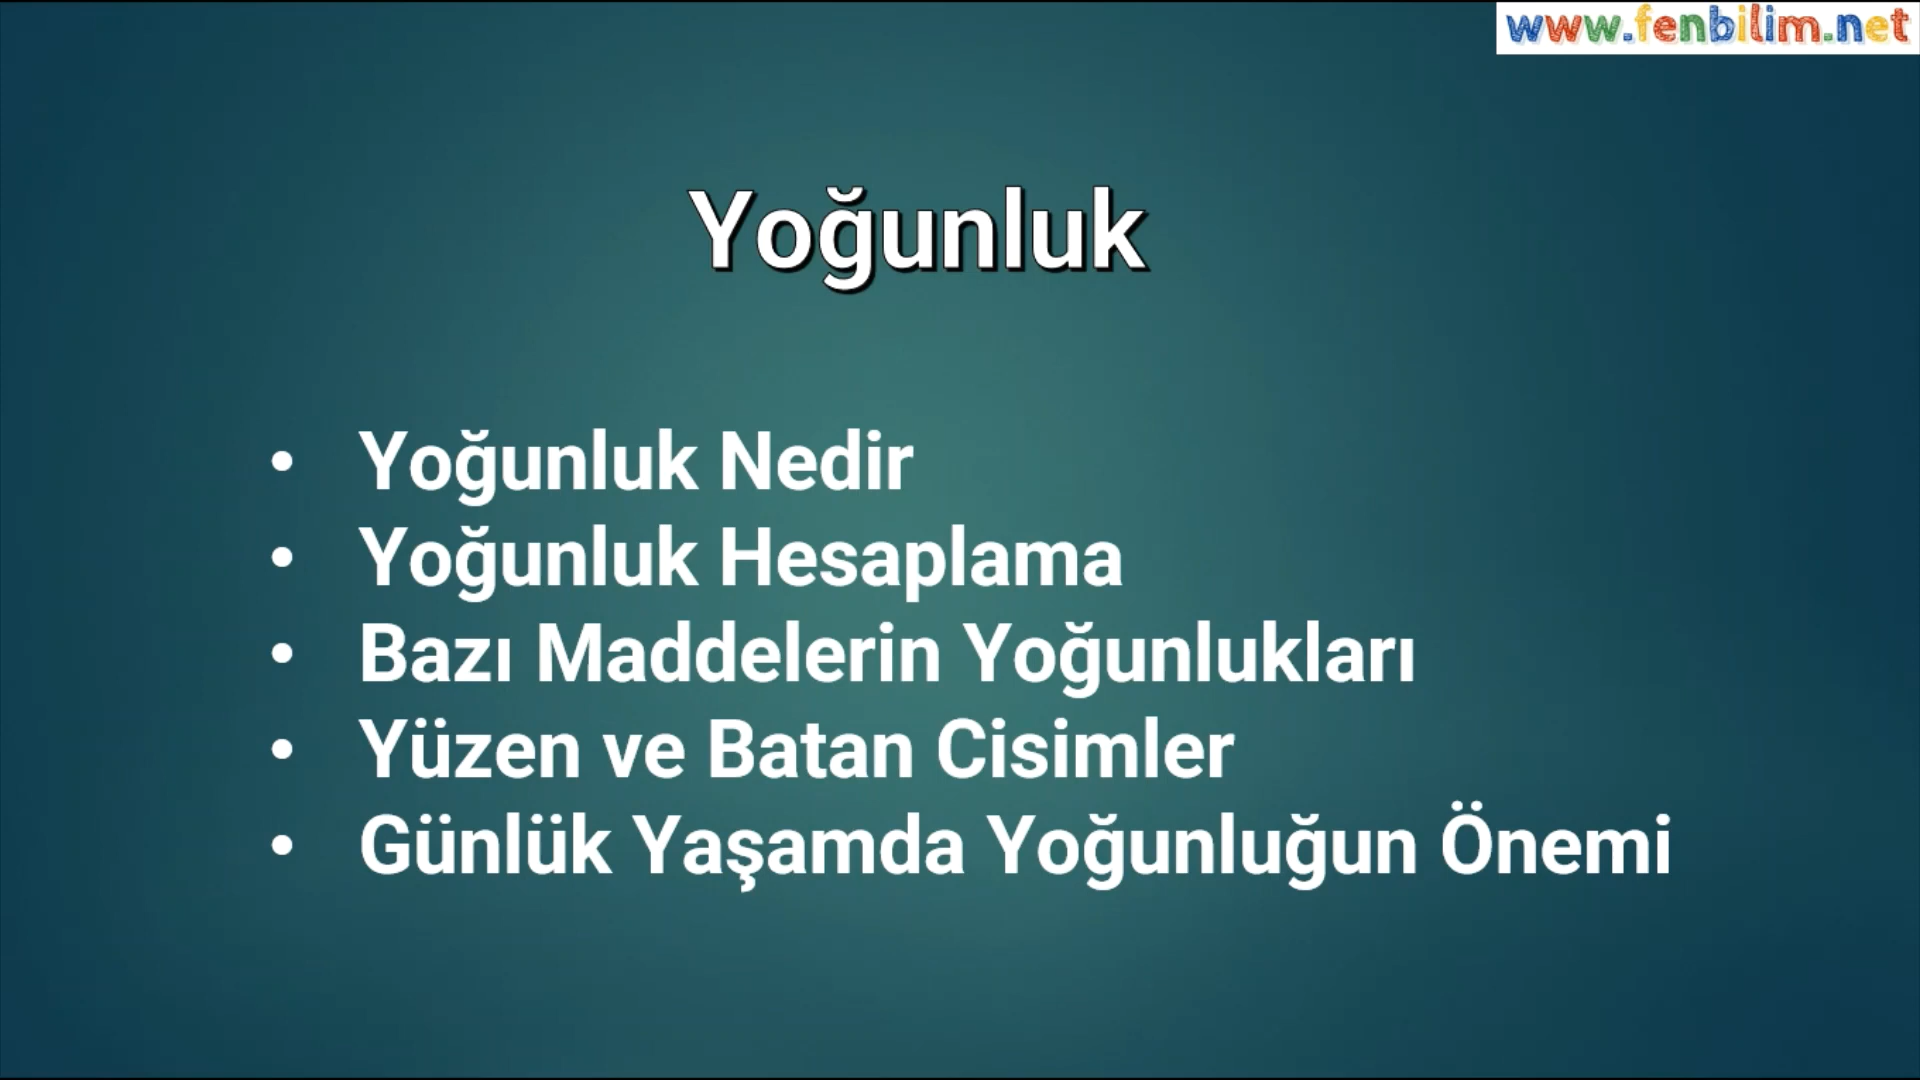 www.fenbilim.net
Yoğunluk
• Yoğunluk Nedir
• Yoğunluk Hesaplama
• Bazı Maddelerin Yoğunlukları
• Yüzen ve Batan Cisimler
• Günlük Yaşamda Yoğunluğun Önemi